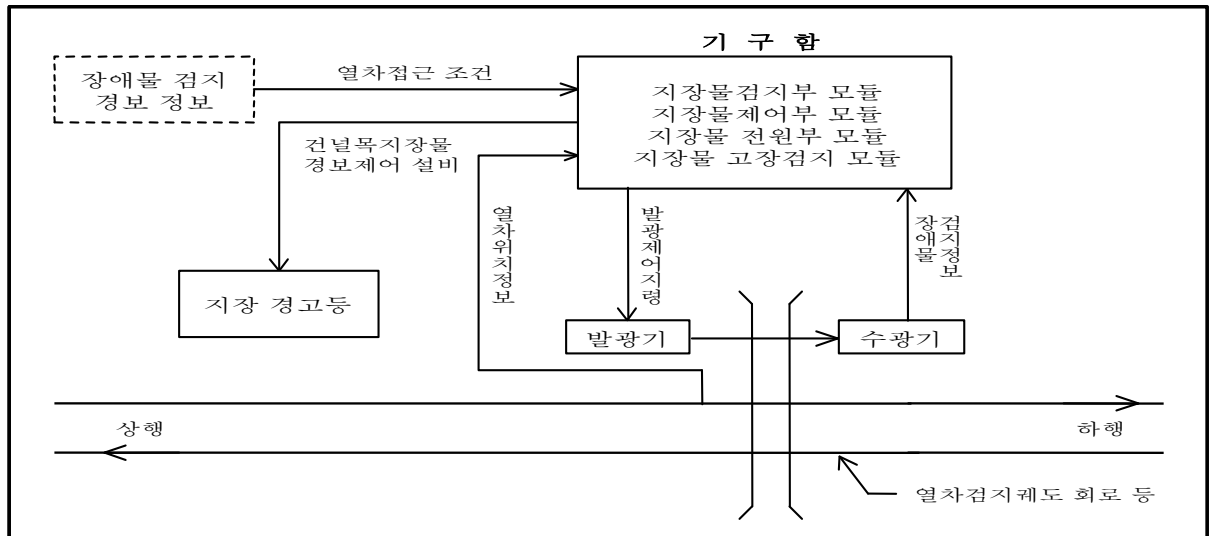 기 구 함
장애물 검지
경보 정보
열차접근 조건
지장물검지부 모듈
지장물제어부 모듈
지장물 전원부 모듈
지장물 고장검지 모듈
건널목지장물
경보제어 설비
열차위치정보
발광제어지령
장애물
검지정보
지장 경고등
발광기
수광기
상행
하행
열차검지궤도 회로 등